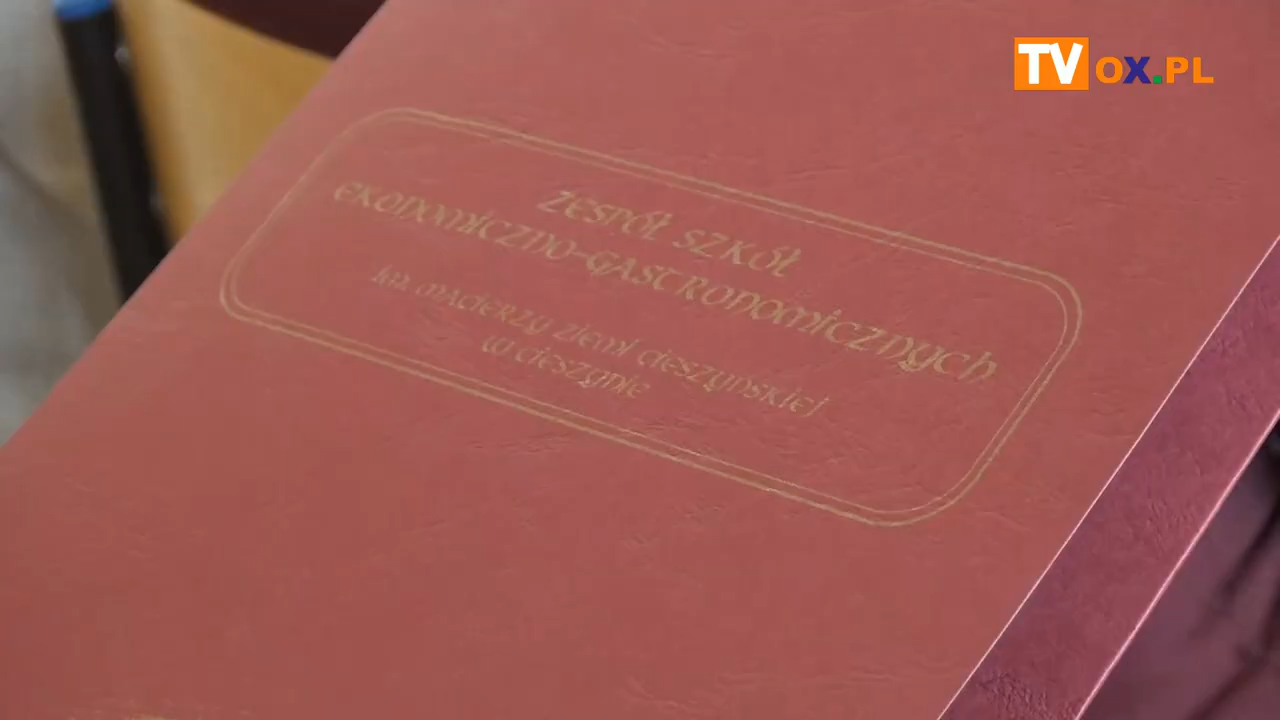 TVOX.PL
ZESPÓŁ SZKÓŁ
EKONOMICZNO-GASTRONOMICZNYCH
IM. MACIERZY ZIEMI CIESZYŃSKIEJ
W CIESZYNIE